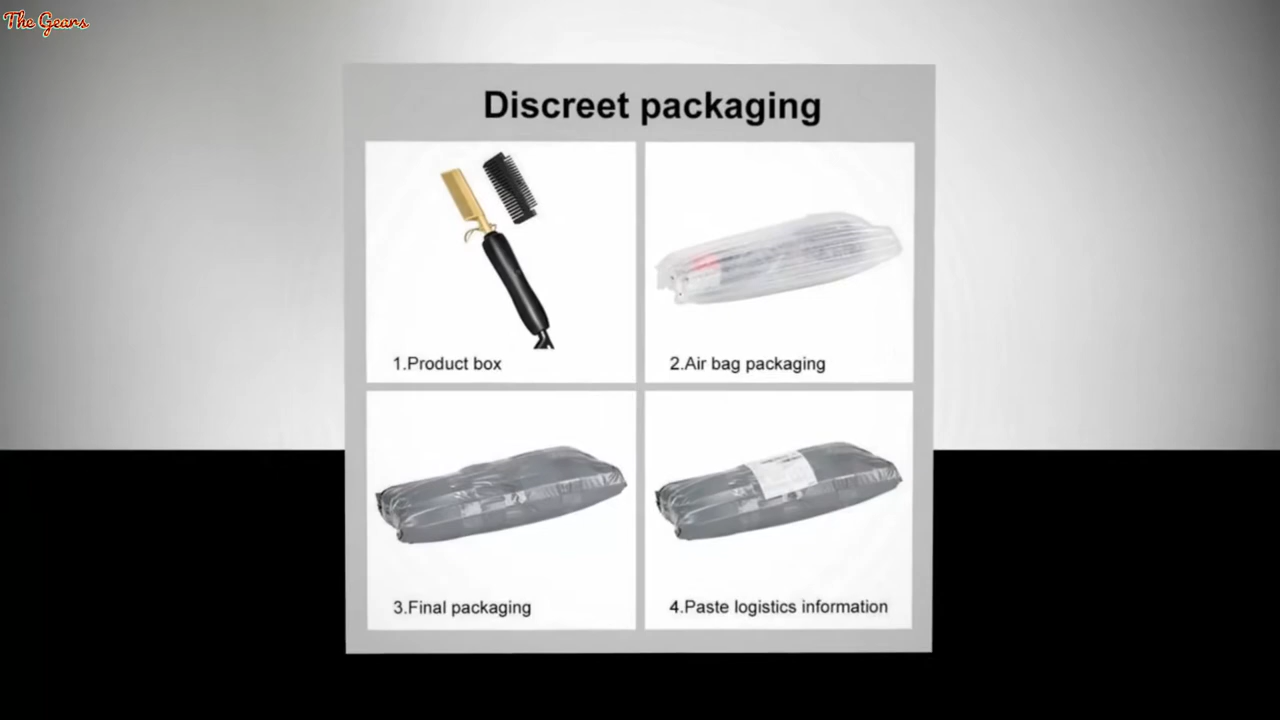 The Gears
Discreet packaging
1.Product box
2.Air bag packaging
3.Final packaging
4.Paste logistics information